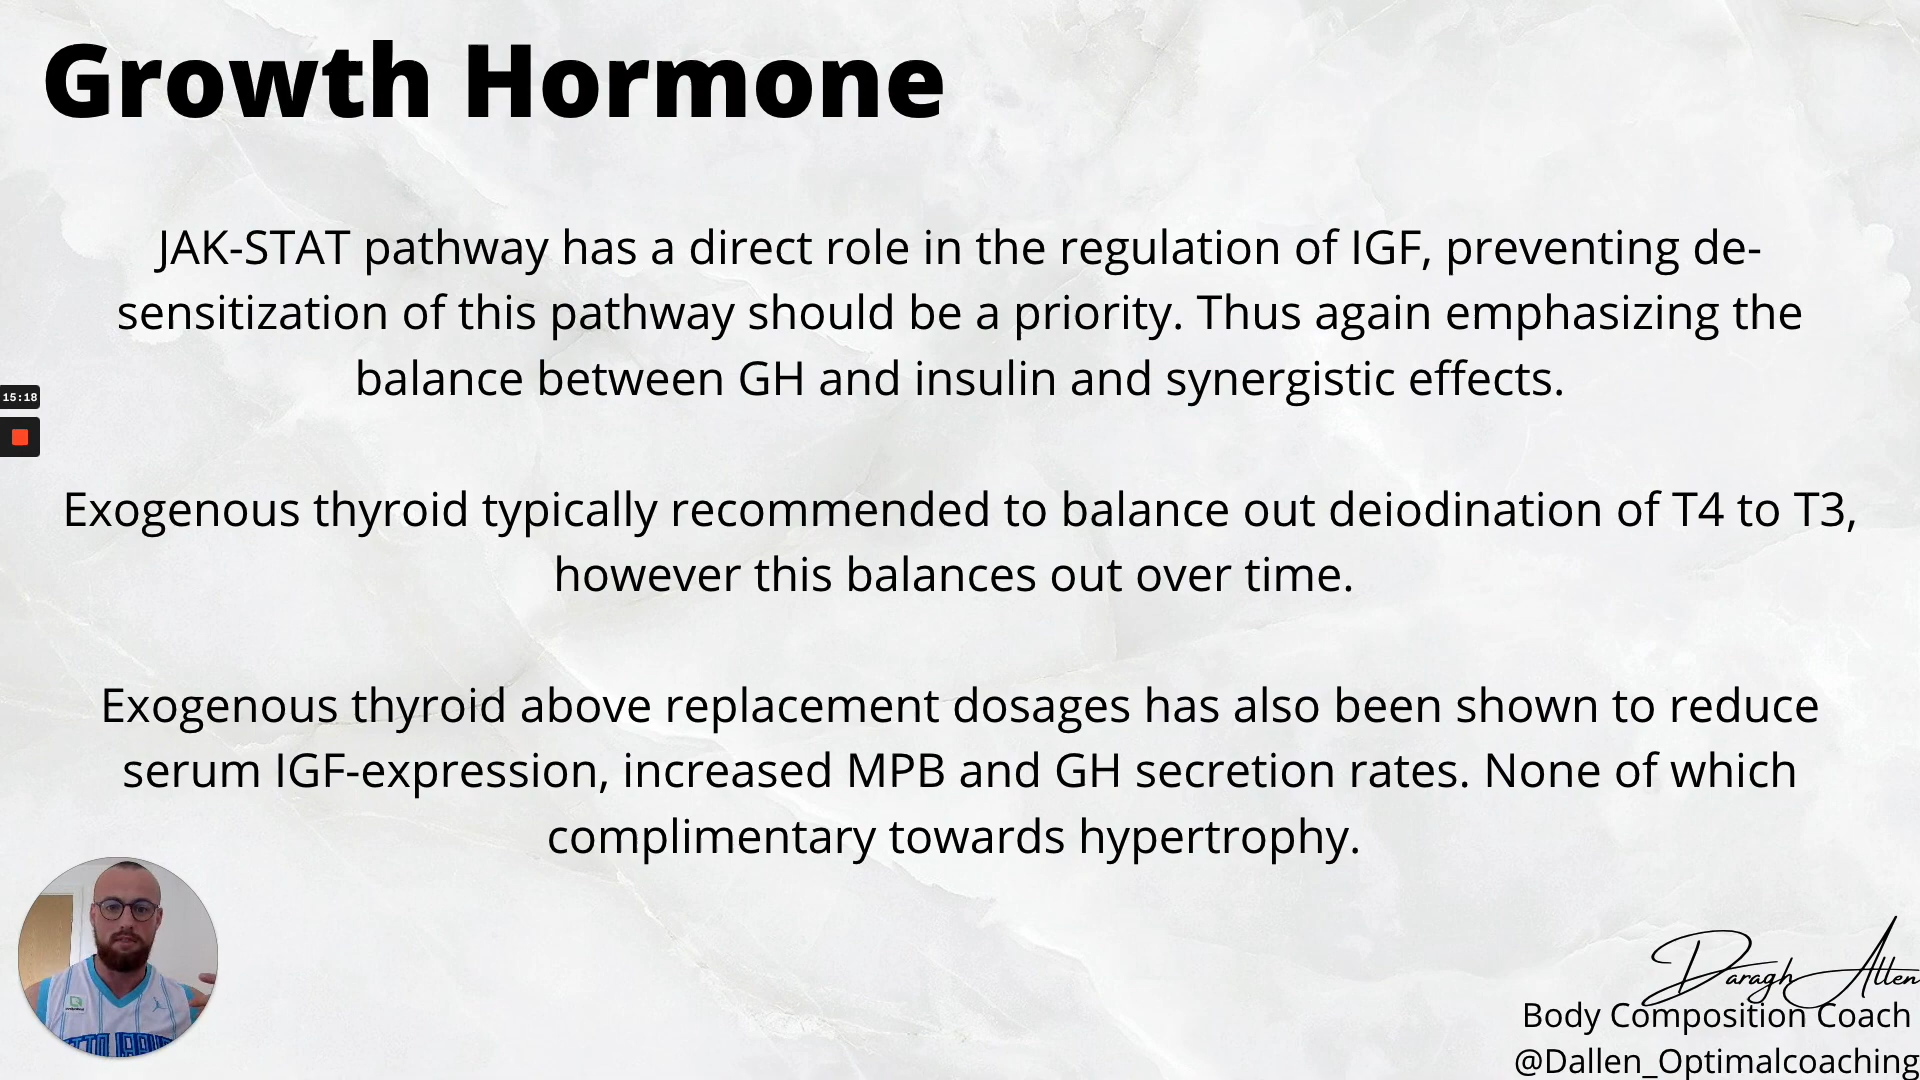 Growth Hormone
JAK-STAT pathway has a direct role in the regulation of IGF, preventing de-
sensitization of this pathway should be a priority. Thus again emphasizing the
balance between GH and insulin and synergistic effects.
15:18
Exogenous thyroid typically recommended to balance out deiodination of T4 to T3,
however this balances out over time.
Exogenous thyroid above replacement dosages has also been shown to reduce
serum IGF-expression, increased MPB and GH secretion rates. None of which
complimentary towards hypertrophy.
Daragh Allen
Body Composition Coach
@Dallen_Optimalcoaching